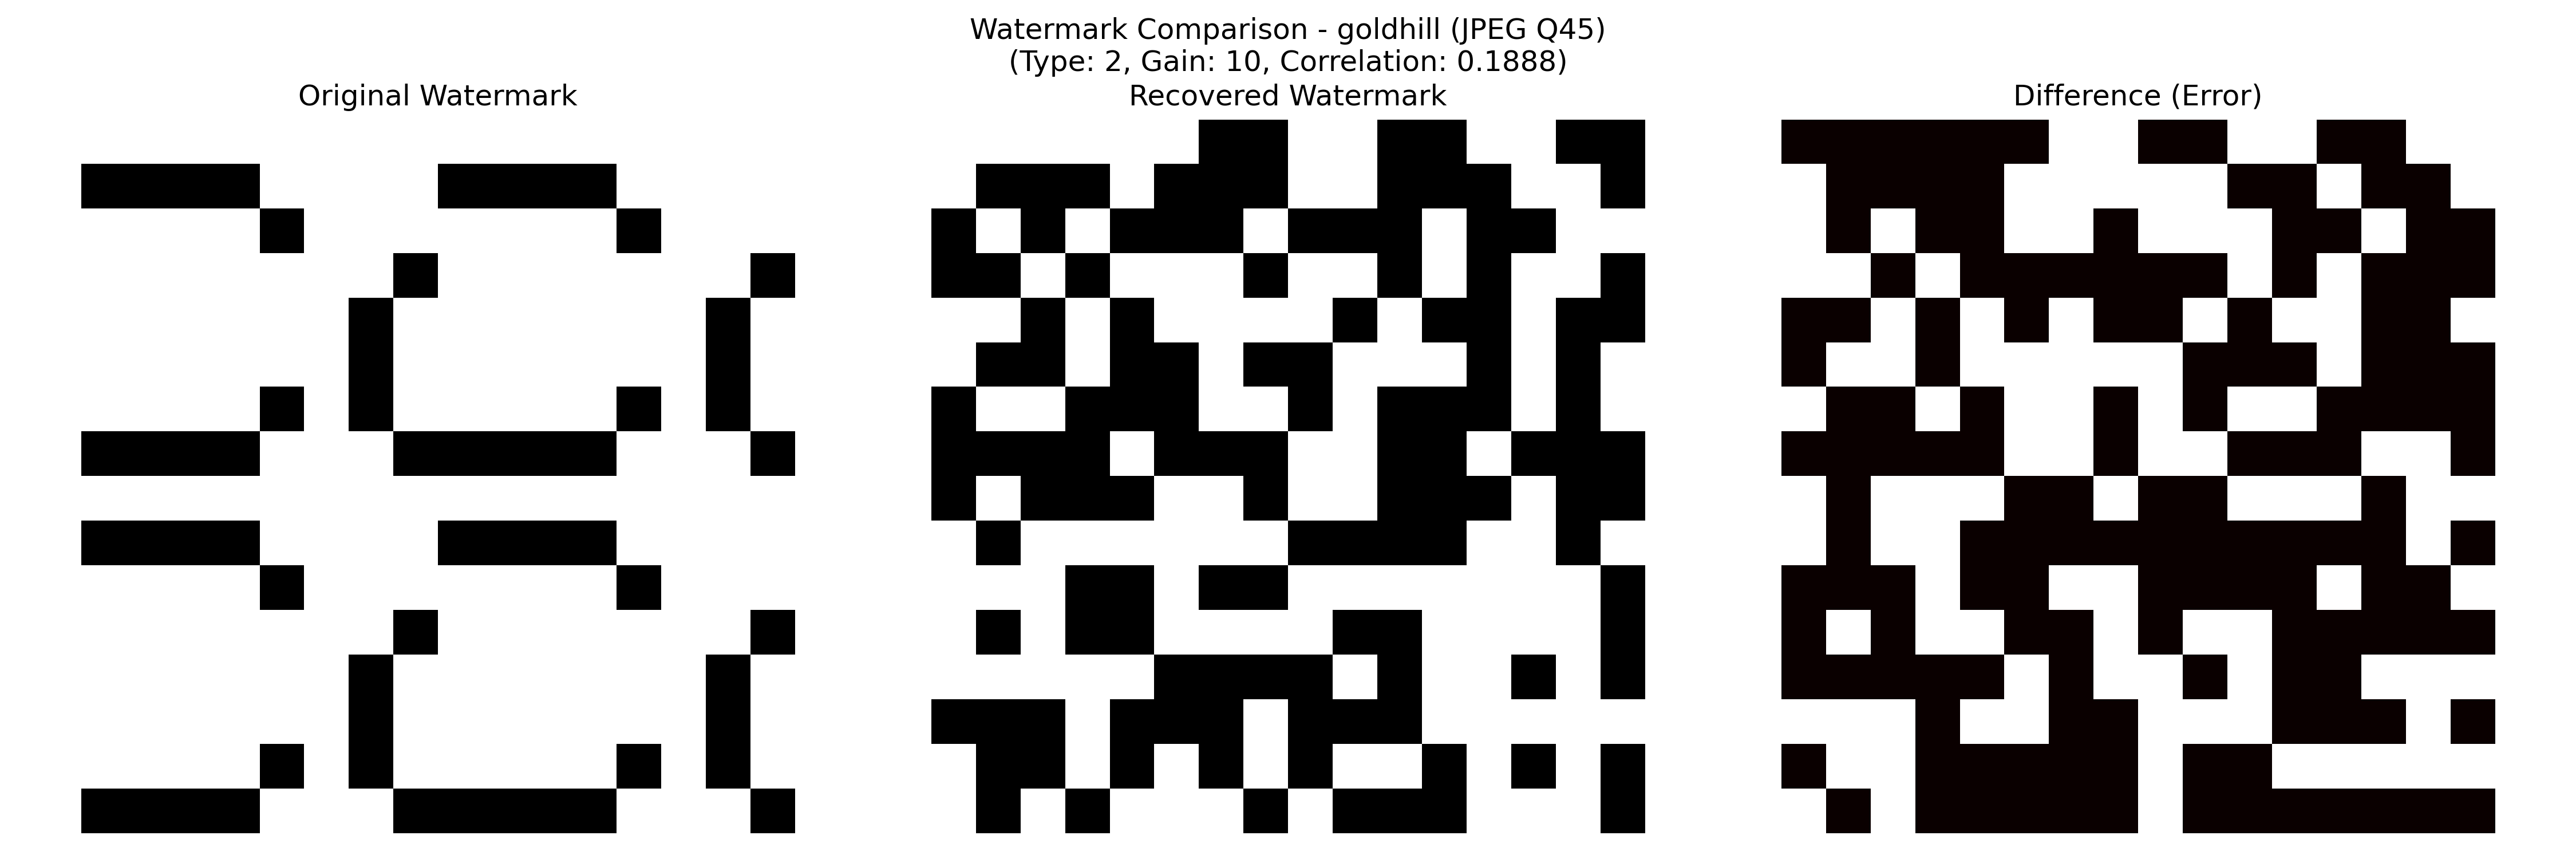 Watermark Comparison - goldhill (JPEG Q45)
(Type: 2, Gain: 10, Correlation: 0.1888)
Original Watermark
Recovered Watermark
Difference (Error)